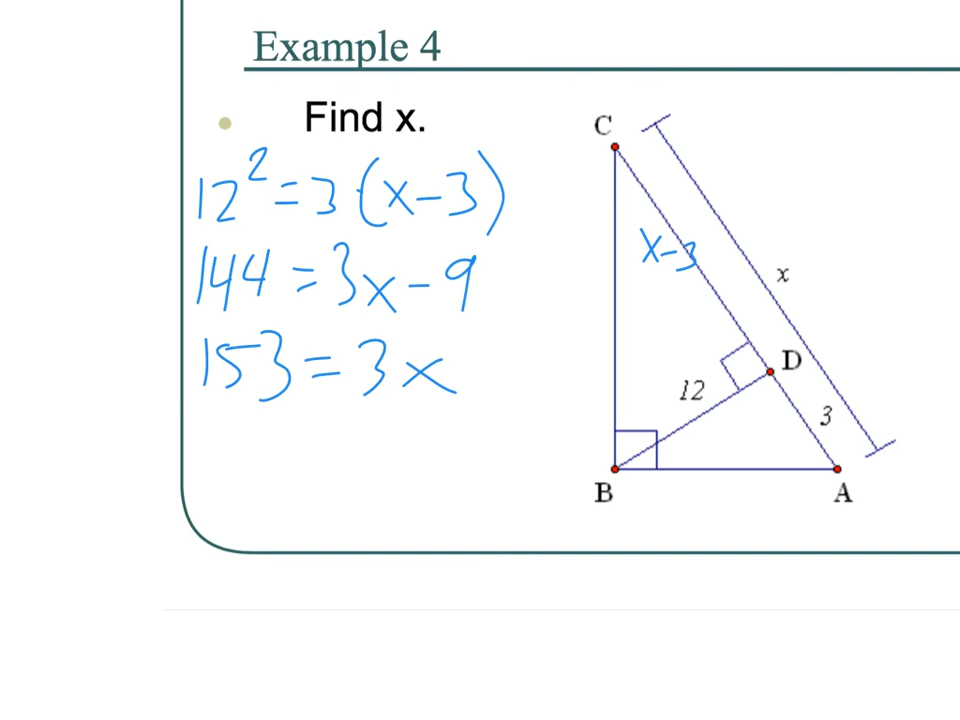 Example 4
Find x.
12² = 3(x-3)
144 = 3x - 9
153 = 3x
C
x-3
x
D
12
3
B
A